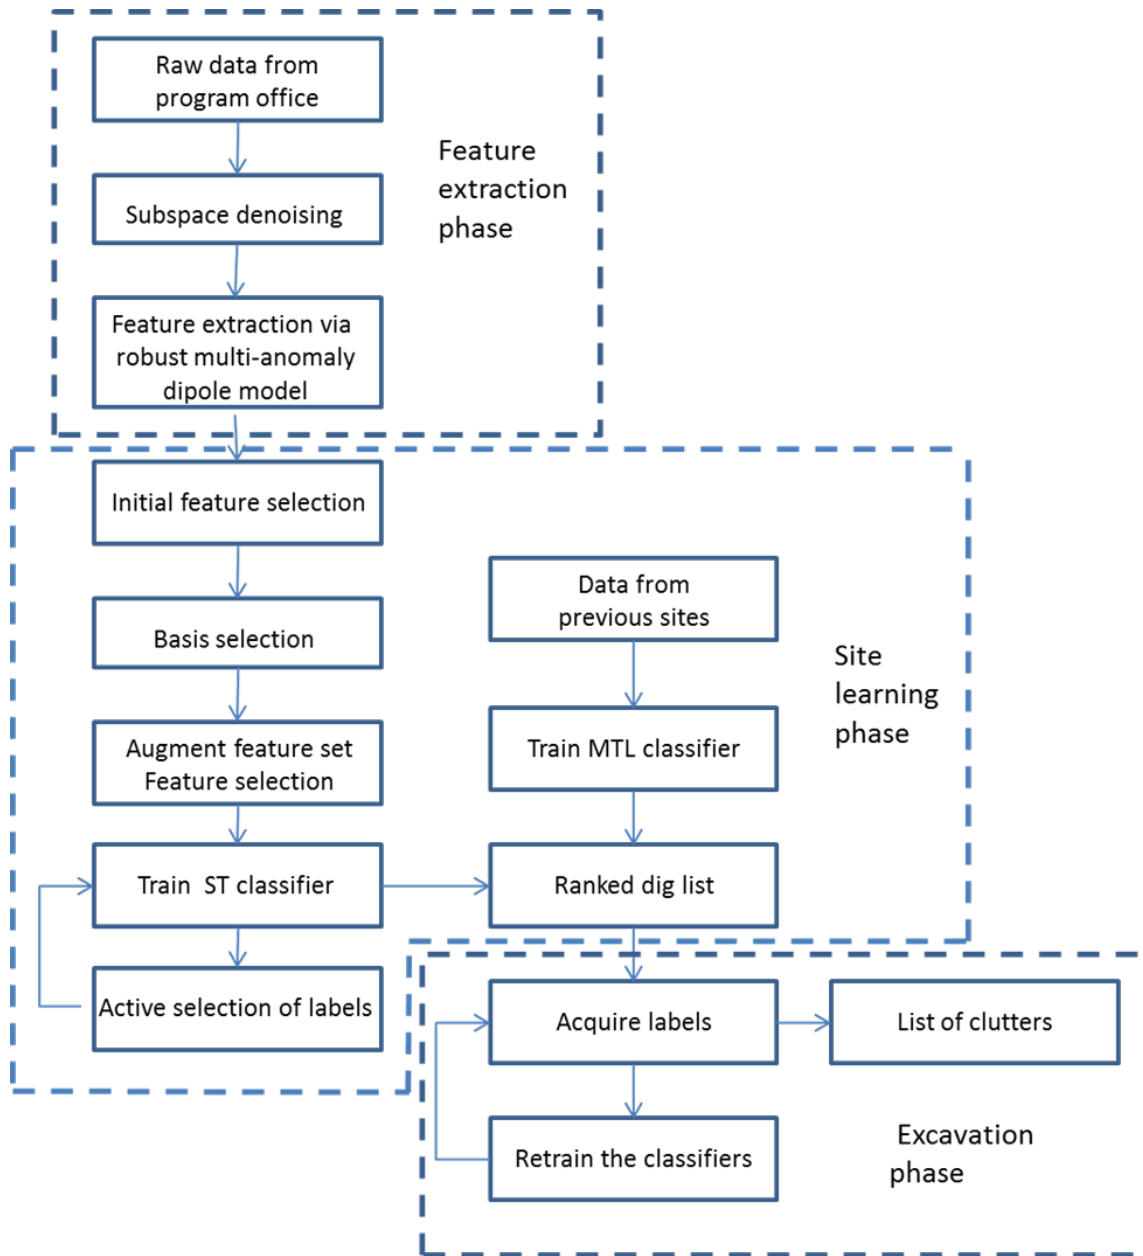 Raw data from
program office
Feature
extraction
phase
Subspace denoising
Feature extraction via
robust multi-anomaly
dipole model
Initial feature selection
Data from
previous sites
Basis selection
Site
learning
phase
Augment feature set
Feature selection
Train MTL classifier
Train ST classifier
Ranked dig list
Active selection of labels
Acquire labels
List of clutters
Retrain the classifiers
Excavation
phase